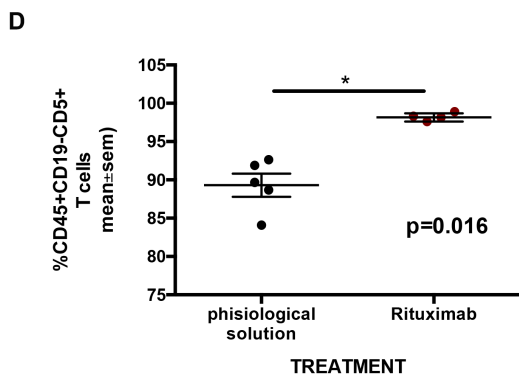 D
%CD45+CD19-CD5+
T cells
mean±sem)
105
100
95
90
85
80
75
*
p=0.016
phisiological
solution
Rituximab
TREATMENT